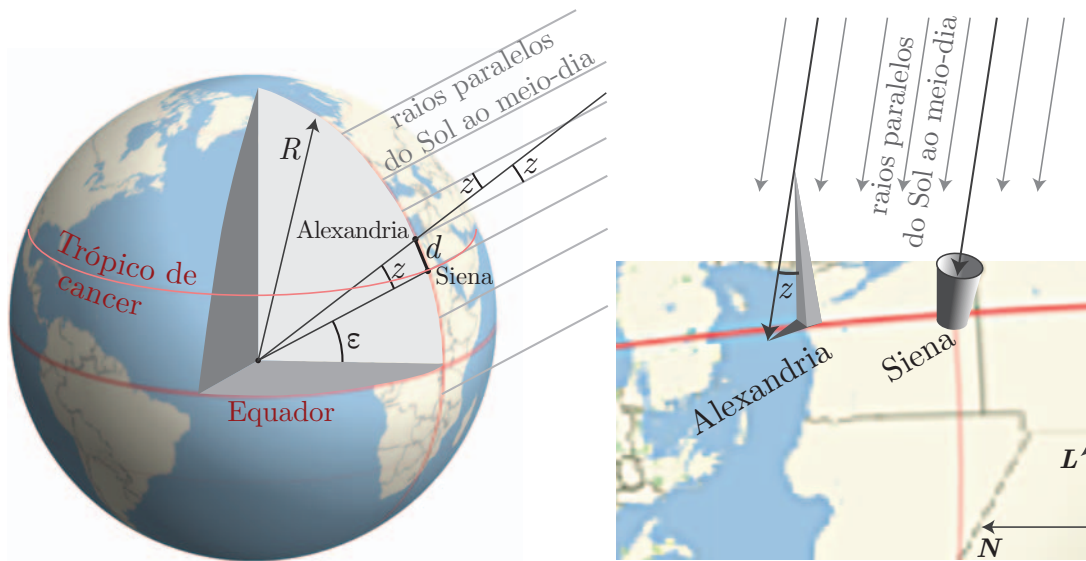 raios paralelos
do Sol ao meio-dia
R
z
z
Alexandria
d
z
Siena
Trópico de
cancer
ε
Equador
raios paralelos
do Sol ao meio-dia
z
Alexandria
Siena
L
N